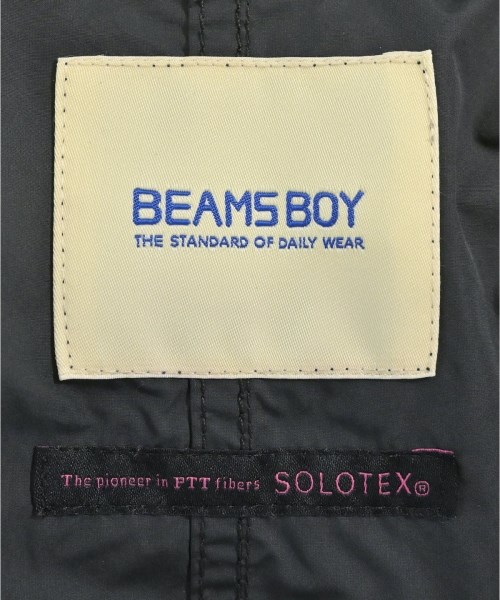 BEAMS BOY
THE STANDARD OF DAILY WEAR
The pioneer in PTT fibers SOLOTEX®